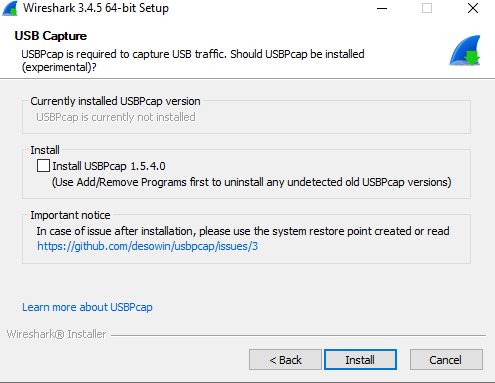 Wireshark 3.4.5 64-bit Setup
USB Capture
USBPcap is required to capture USB traffic. Should USBPcap be installed
(experimental)?
Currently installed USBPcap version
USBPcap is currently not installed
Install
Install USBPcap 1.5.4.0
(Use Add/Remove Programs first to uninstall any undetected old USBPcap versions)
Important notice
In case of issue after installation, please use the system restore point created or read
https://github.com/desowin/usbpcap/issues/3
Learn more about USBPcap
Wireshark® Installer
< Back
Install
Cancel